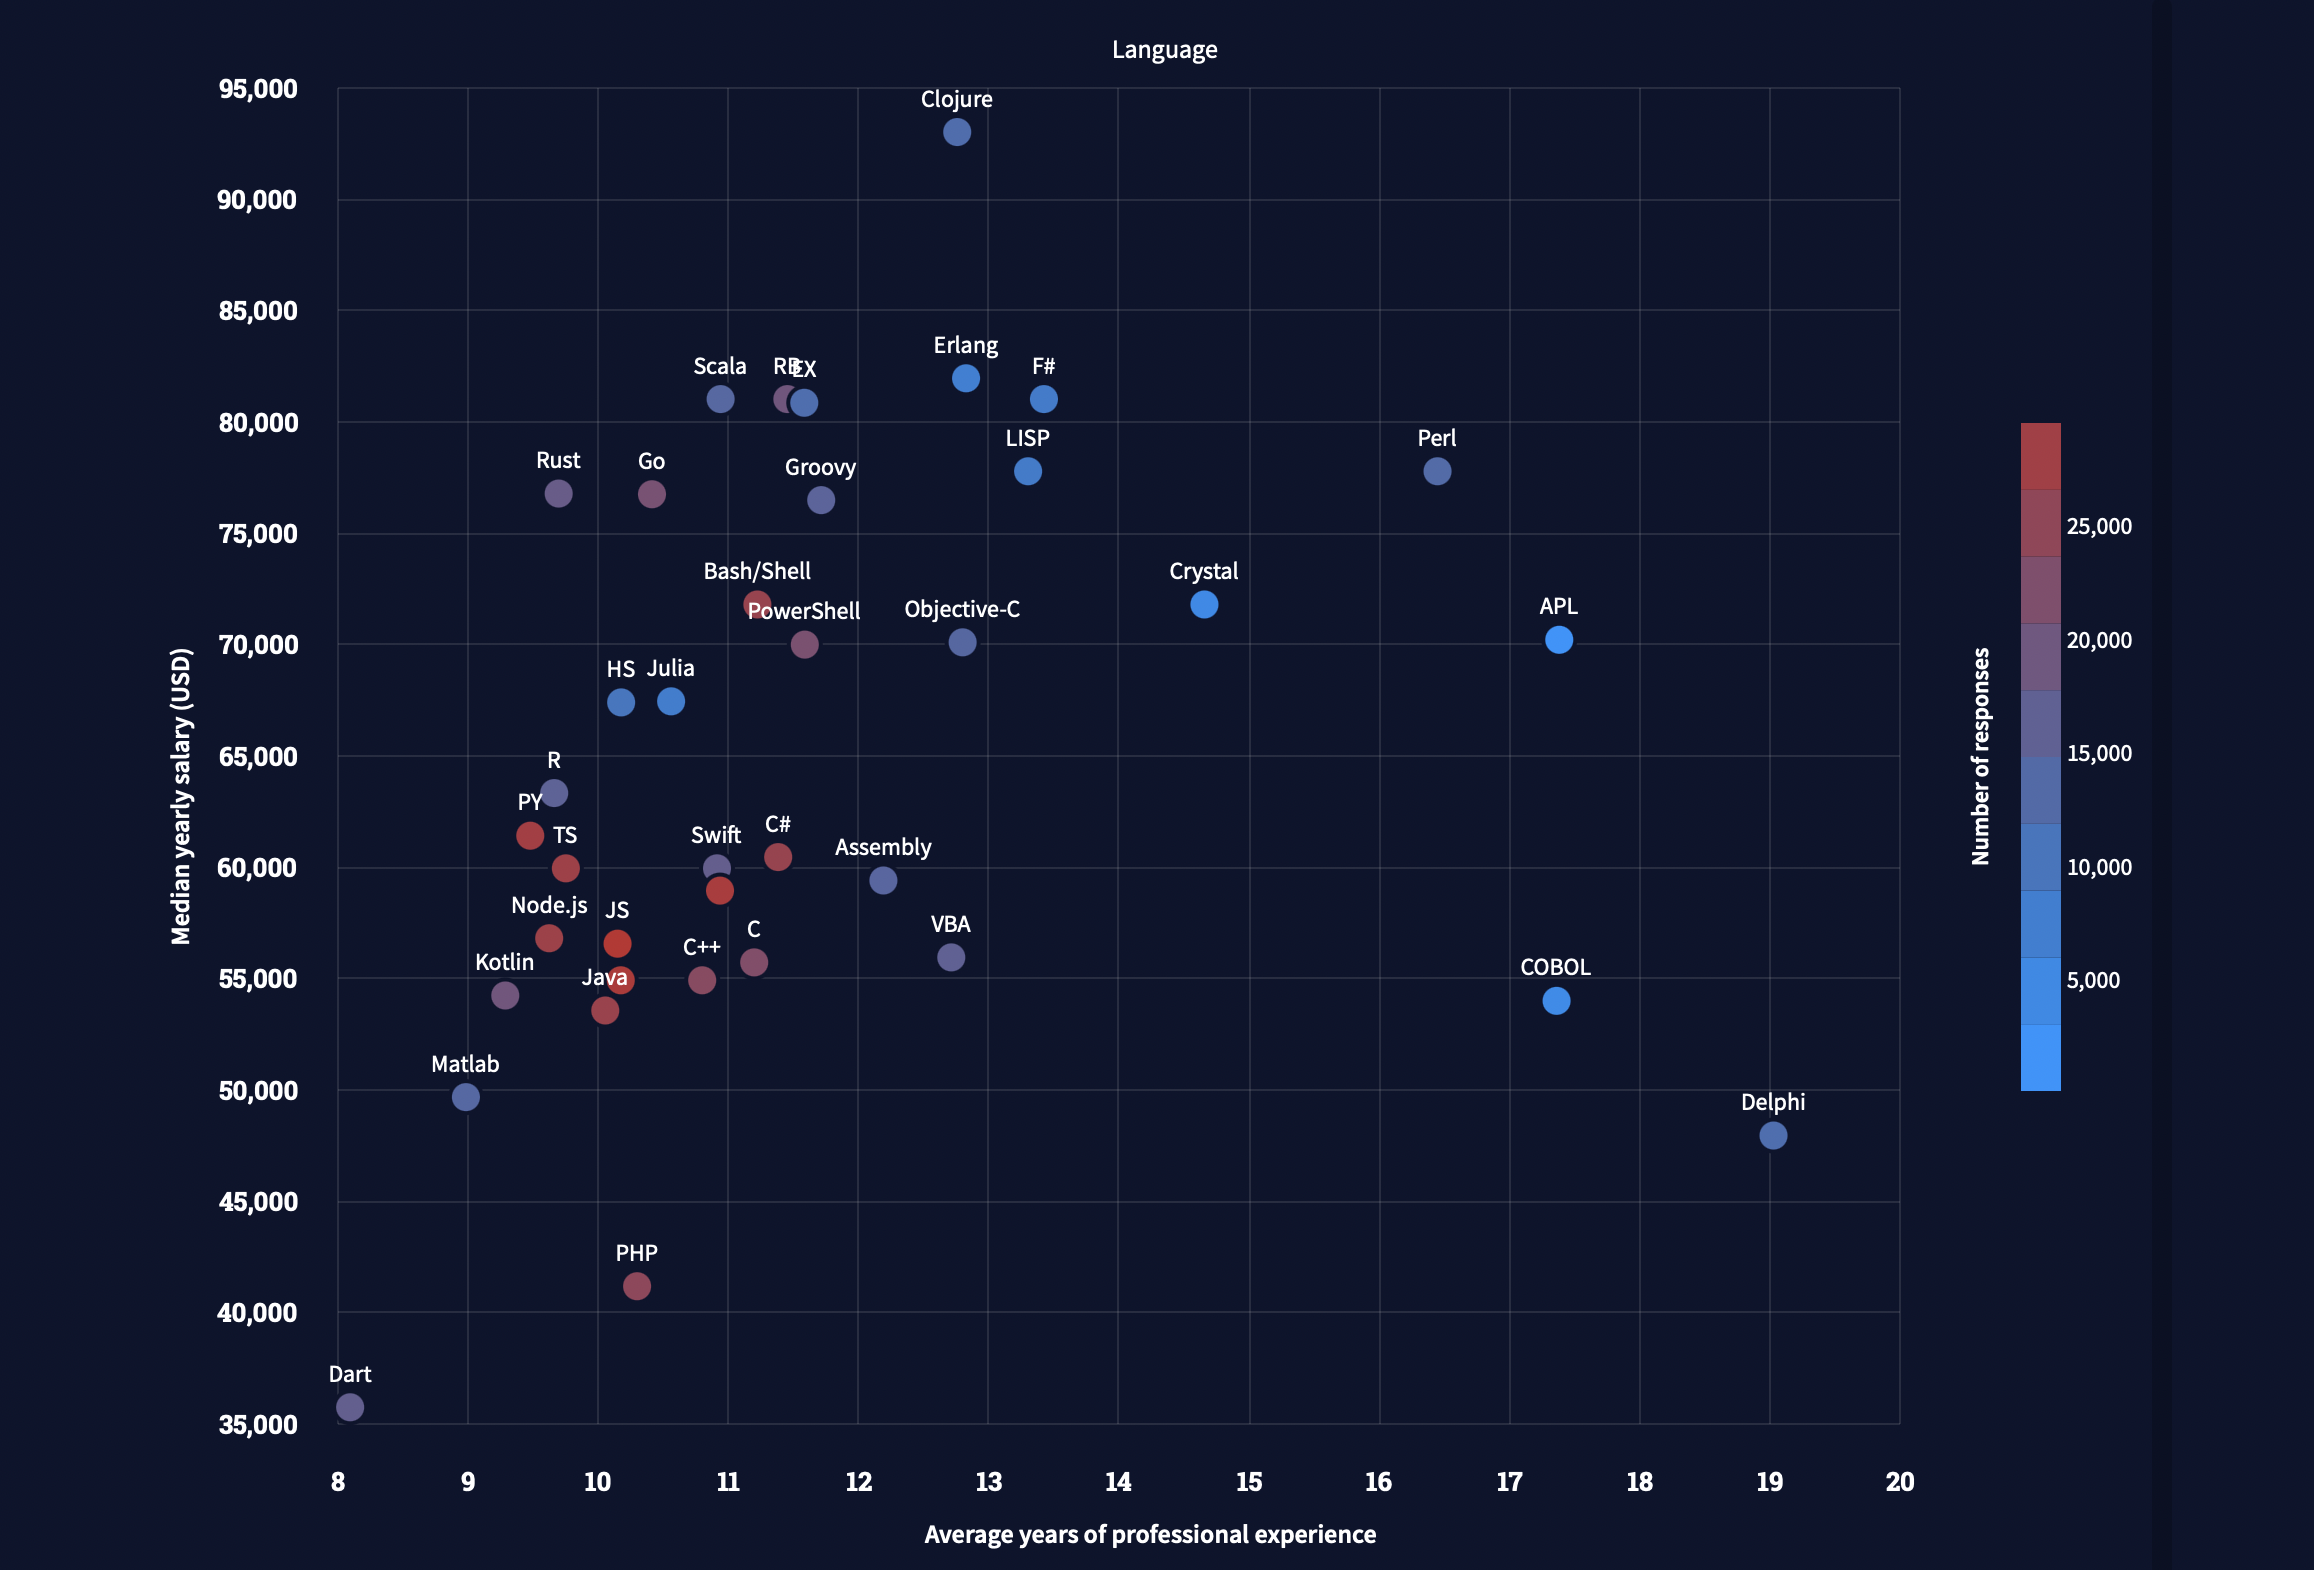 Language
95,000
Clojure
90,000
85,000
Erlang
Scala
RB
EX
F#
80,000
LISP
Perl
Rust
Go
Groovy
75,000
Bash/Shell
Crystal
PowerShell
Objective-C
APL
70,000
HS
Julia
65,000
R
PY
TS
Swift
C#
Assembly
60,000
Node.js
JS
C
VBA
C++
Kotlin
Java
COBOL
55,000
Matlab
50,000
Delphi
45,000
PHP
40,000
Dart
35,000
Median yearly salary (USD)
8 9 10 11 12 13 14 15 16 17 18 19 20
Average years of professional experience
Number of responses
25,000
20,000
15,000
10,000
5,000